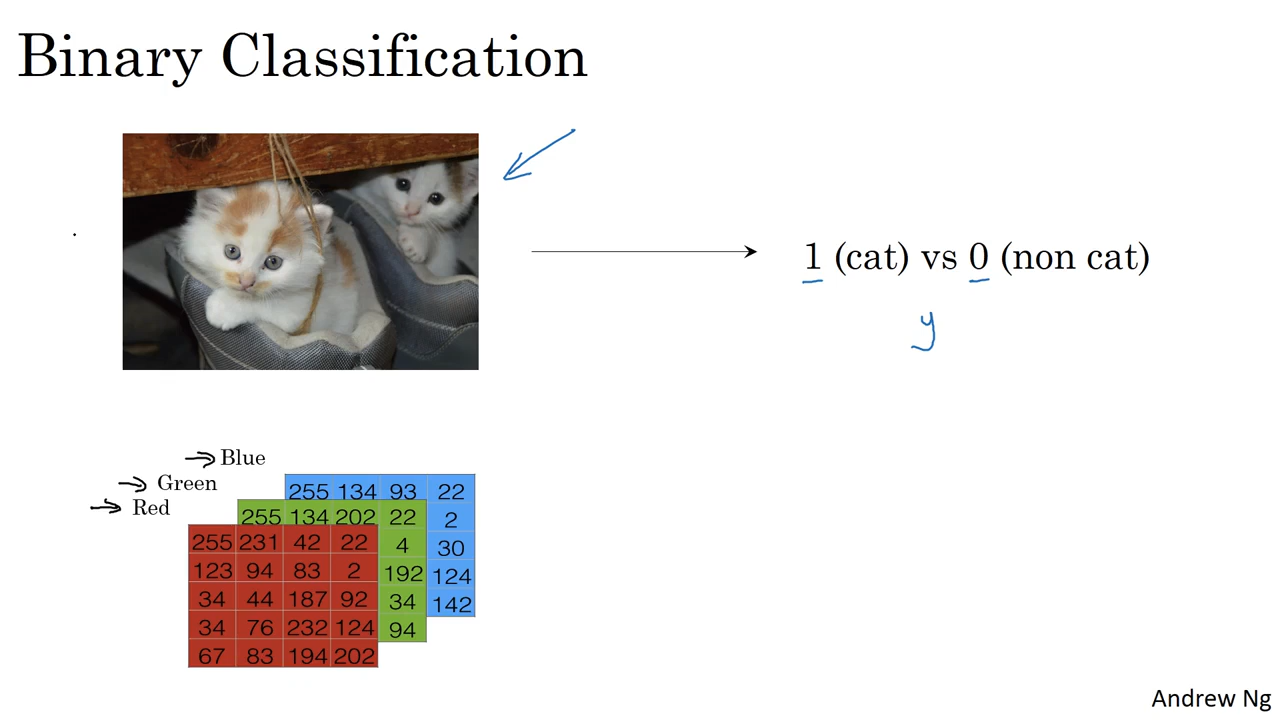 Binary Classification
1 (cat) vs 0 (non cat)
y
Blue
Green
Red
255 134 93 22
255 134 202 22 2
255 231 42 22 4 30
123 94 83 2 192 124
34 44 187 92 34 142
34 76 232 124 94
67 83 194 202
Andrew Ng